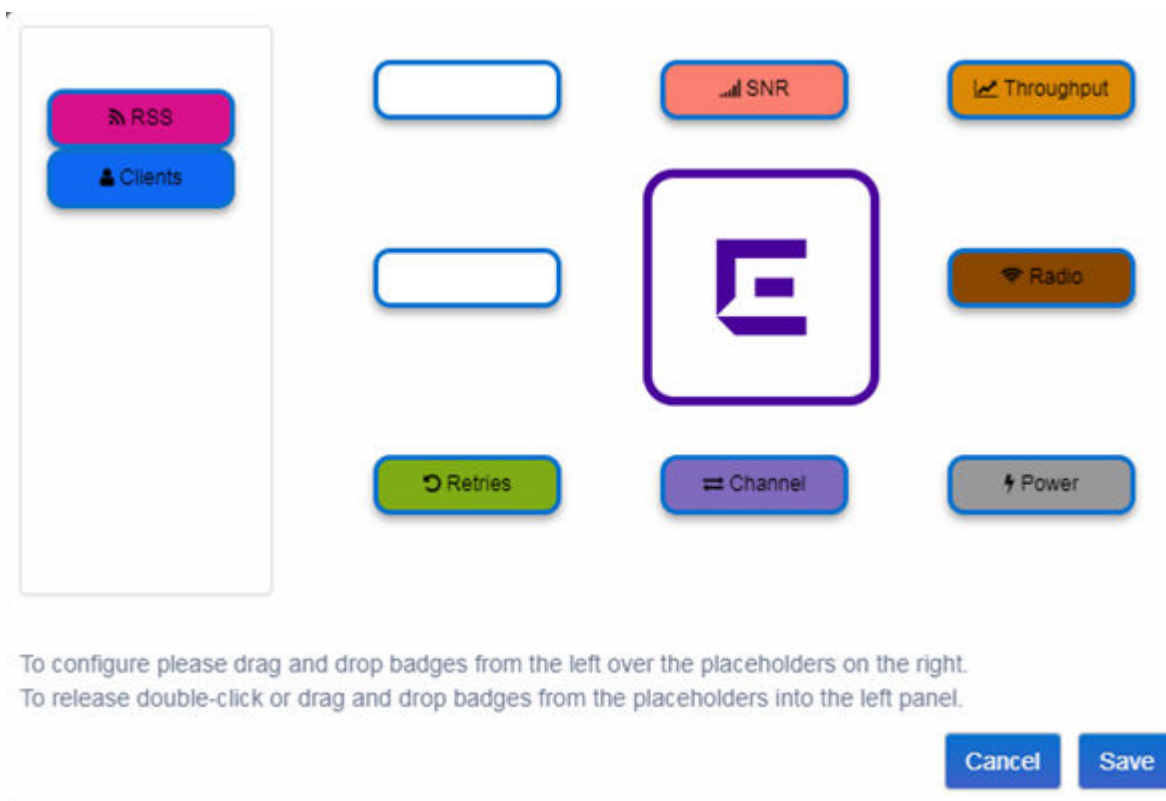 RSS
Clients
SNR
Throughput
Radio
Retries
Channel
Power
To configure please drag and drop badges from the left over the placeholders on the right.
To release double-click or drag and drop badges from the placeholders into the left panel.
Cancel
Save